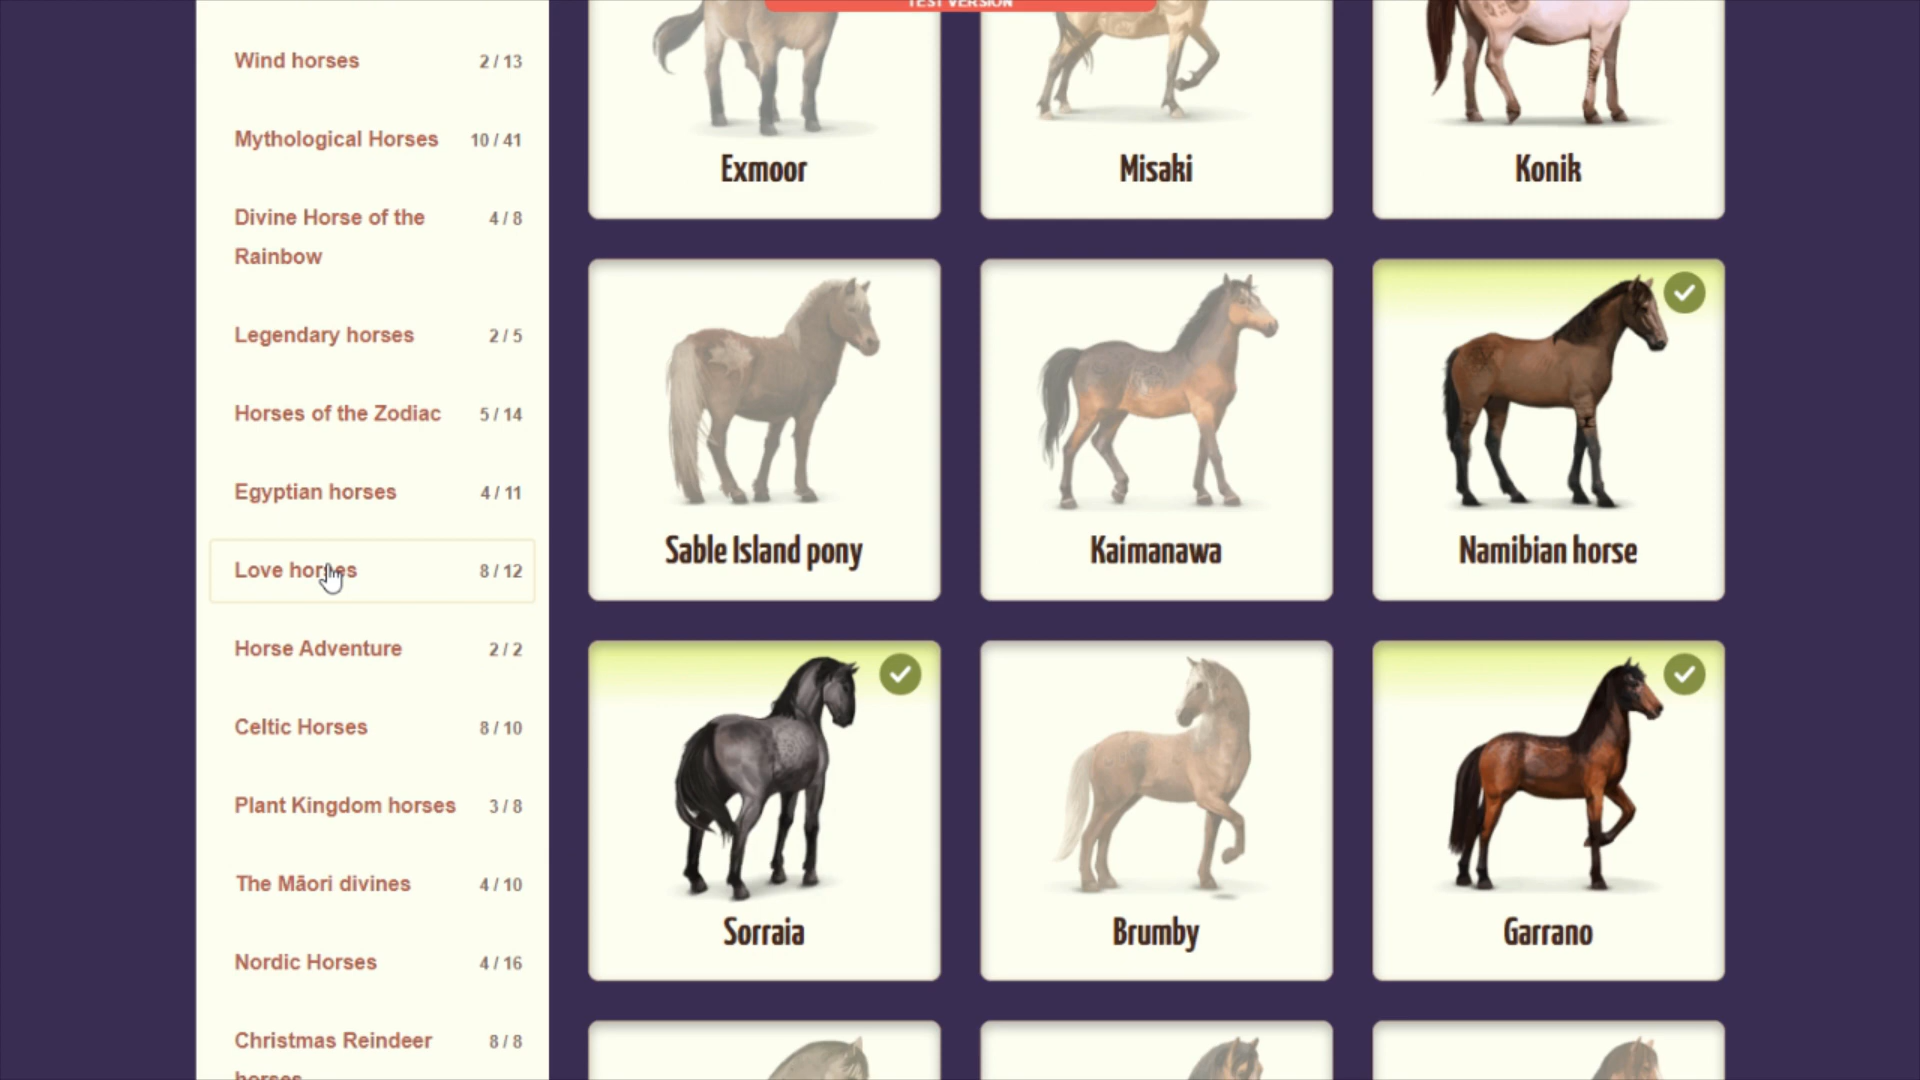 TEST VERSION
Wind horses 2 / 13
Mythological Horses 10 / 41
Divine Horse of the 4 / 8
Rainbow
Legendary horses 2 / 5
Horses of the Zodiac 5 / 14
Egyptian horses 4 / 11
Love horses 8 / 12
Horse Adventure 2 / 2
Celtic Horses 8 / 10
Plant Kingdom horses 3 / 8
The Māori divines 4 / 10
Nordic Horses 4 / 16
Christmas Reindeer 8 / 8
horses
Exmoor
Misaki
Konik
Sable Island pony
Kaimanawa
Namibian horse
Sorraia
Brumby
Garrano